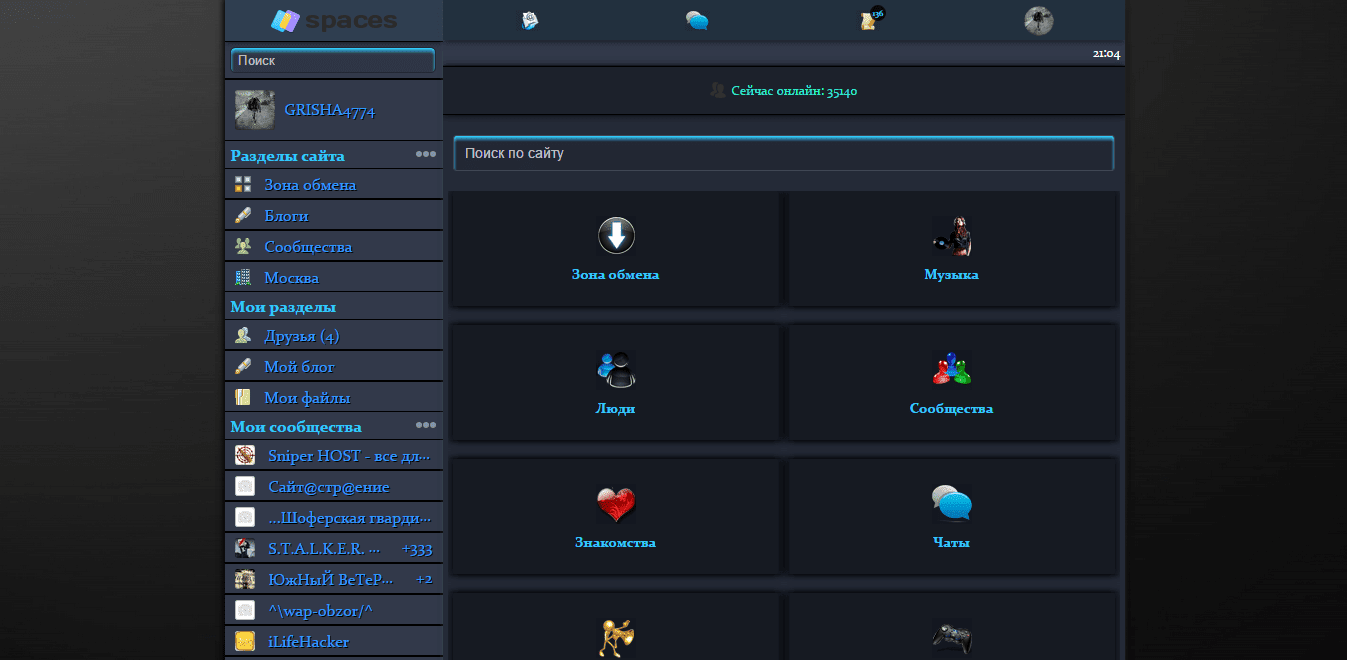 spaces
136
21:04
Поиск
GRISHA4774
Разделы сайта
Зона обмена
Блоги
Сообщества
Москва
Мои разделы
Друзья (4)
Мой блог
Мои файлы
Мои сообщества
Sniper HOST - все дл...
Сайт@стр@ение
...Шоферская гварди...
S.T.A.L.K.E.R. ... +333
ЮжНыЙ ВеТеР... +2
^\wap-obzor/^
iLifeHacker
Сейчас онлайн: 35140
Поиск по сайту
Зона обмена
Музыка
Люди
Сообщества
Знакомства
Чаты